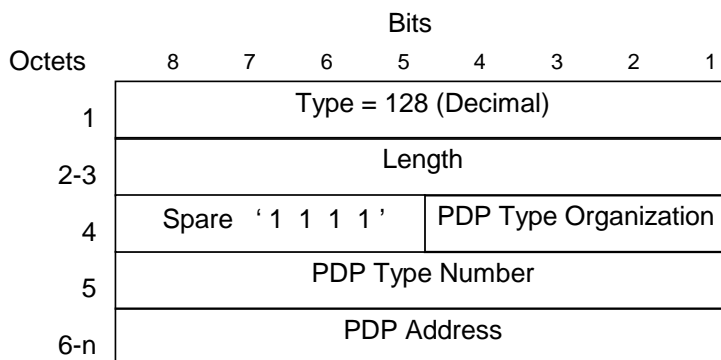 Bits
Octets 8 7 6 5 4 3 2 1
1 Type = 128 (Decimal)
2-3 Length
4 Spare ‘ 1 1 1 1 ’ PDP Type Organization
5 PDP Type Number
6-n PDP Address